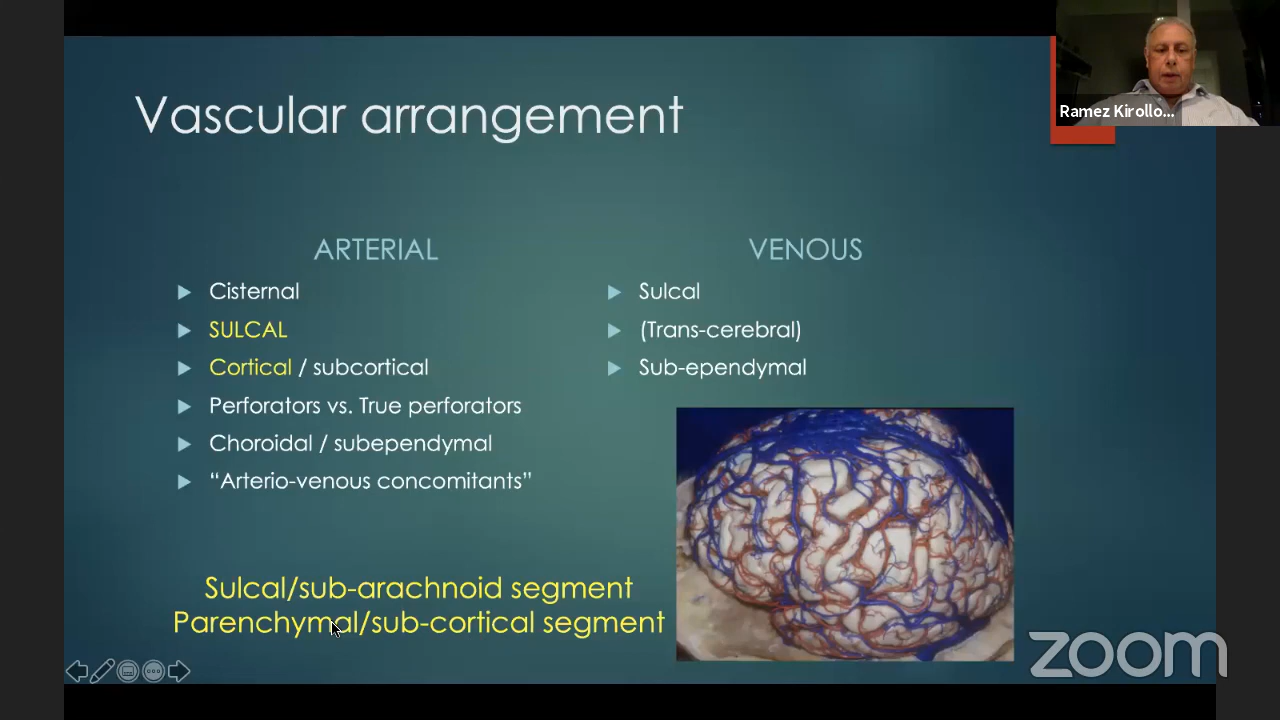 Vascular arrangement
Ramez Kirollo...
ARTERIAL
Cisternal
SULCAL
Cortical / subcortical
Perforators vs. True perforators
Choroidal / subependymal
“Arterio-venous concomitants”
VENOUS
Sulcal
(Trans-cerebral)
Sub-ependymal
Sulcal/sub-arachnoid segment
Parenchymal/sub-cortical segment
zoom